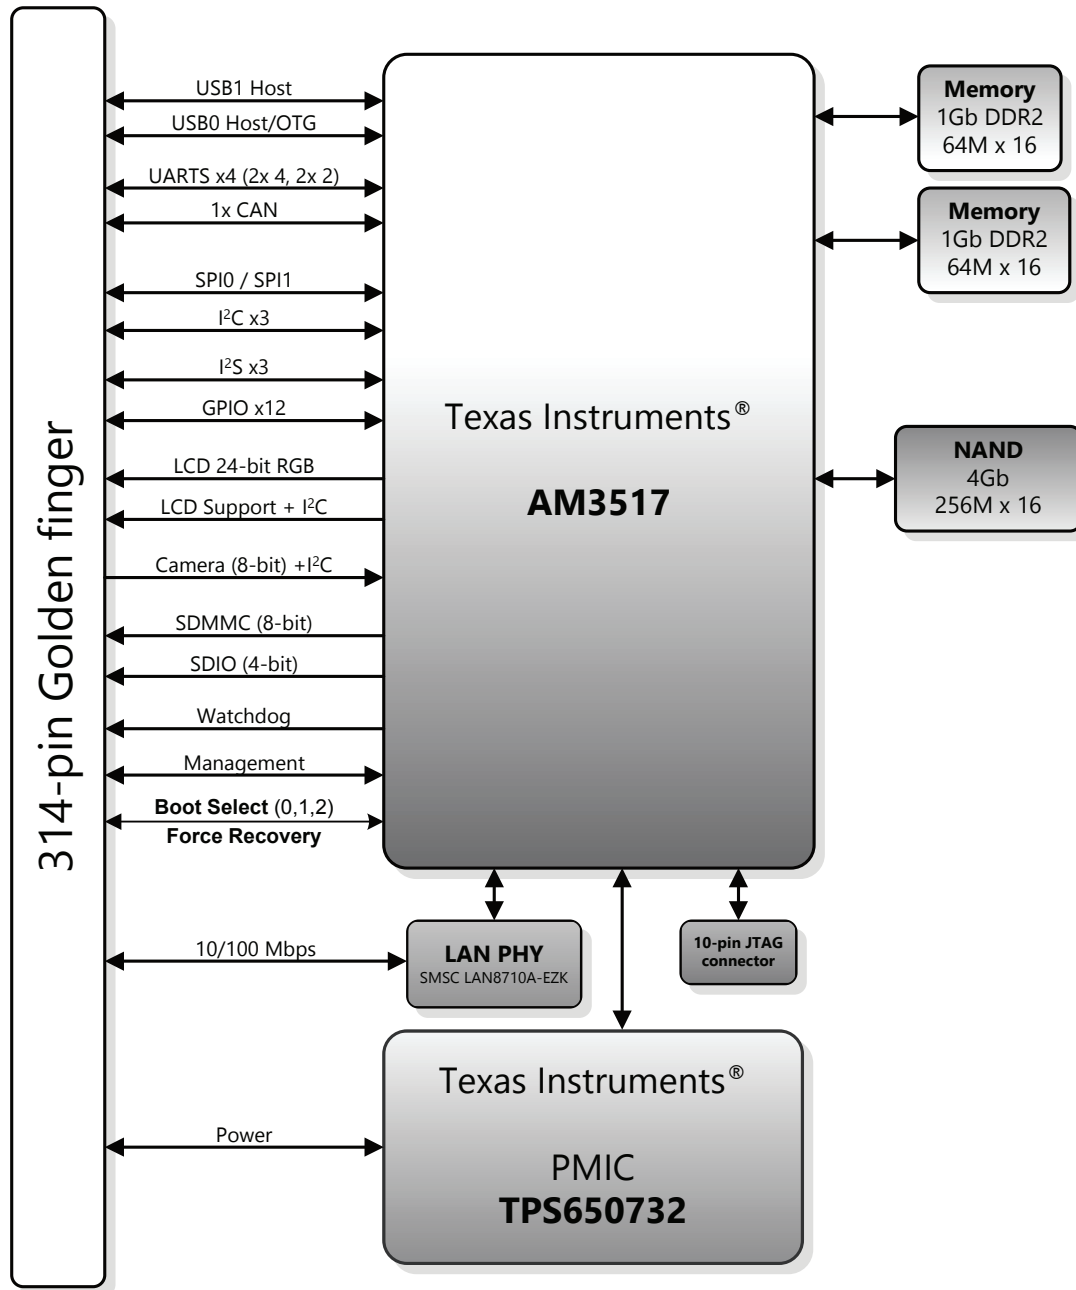 314-pin Golden finger
USB1 Host
USB0 Host/OTG
UARTS x4 (2x 4, 2x 2)
1x CAN
SPI0 / SPI1
I²C x3
I²S x3
GPIO x12
LCD 24-bit RGB
LCD Support + I²C
Camera (8-bit) +I²C
SDMMC (8-bit)
SDIO (4-bit)
Watchdog
Management
Boot Select (0,1,2)
Force Recovery
10/100 Mbps
Power
Texas Instruments®
AM3517
Memory
1Gb DDR2
64M x 16
Memory
1Gb DDR2
64M x 16
NAND
4Gb
256M x 16
LAN PHY
SMSC LAN8710A-EZK
10-pin JTAG
connector
Texas Instruments®
PMIC
TPS650732